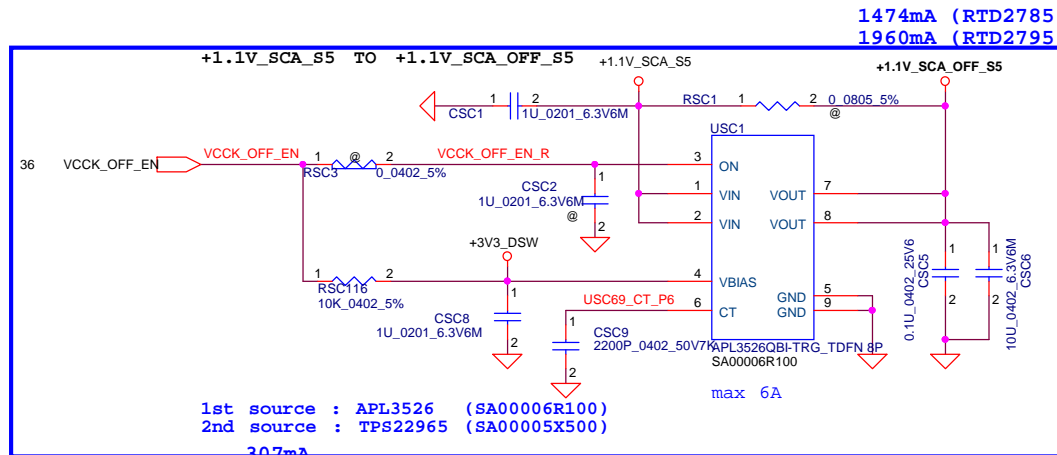 1474mA (RTD2785
1960mA (RTD2795
+1.1V_SCA_S5 TO +1.1V_SCA_OFF_S5
+1.1V_SCA_S5
+1.1V_SCA_OFF_S5
CSC1
1
2
1U_0201_6.3V6M
RSC1
1
2
0_0805_5%
@
USC1
36
VCCK_OFF_EN
VCCK_OFF_EN
1
@
2
RSC3
0_0402_5%
VCCK_OFF_EN_R
3
ON
1
VIN
2
VIN
VOUT
7
VOUT
8
CSC2
1
1U_0201_6.3V6M
@
2
+3V3_DSW
1
2
RSC116
10K_0402_5%
4
VBIAS
6
CT
GND
5
GND
9
USC69_CT_P6
CSC8
1
1U_0201_6.3V6M
2
1
CSC9
2200P_0402_50V7K
2
APL3526QBI-TRG_TDFN 8P
SA00006R100
max 6A
1
2
0.1U_0402_25V6
CSC5
1
2
10U_0402_6.3V6M
CSC6
1st source : APL3526 (SA00006R100)
2nd source : TPS22965 (SA00005X500)
307mA